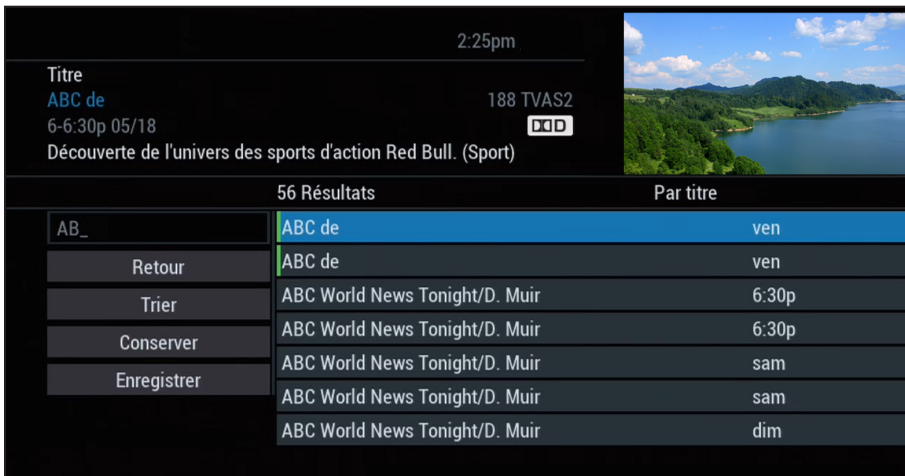 2:25pm
Titre
ABC de 188 TVAS2
6-6:30p 05/18
Découverte de l'univers des sports d'action Red Bull. (Sport)
56 Résultats Par titre
AB_
Retour
Trier
Conserver
Enregistrer
ABC de ven
ABC de ven
ABC World News Tonight/D. Muir 6:30p
ABC World News Tonight/D. Muir 6:30p
ABC World News Tonight/D. Muir sam
ABC World News Tonight/D. Muir sam
ABC World News Tonight/D. Muir dim